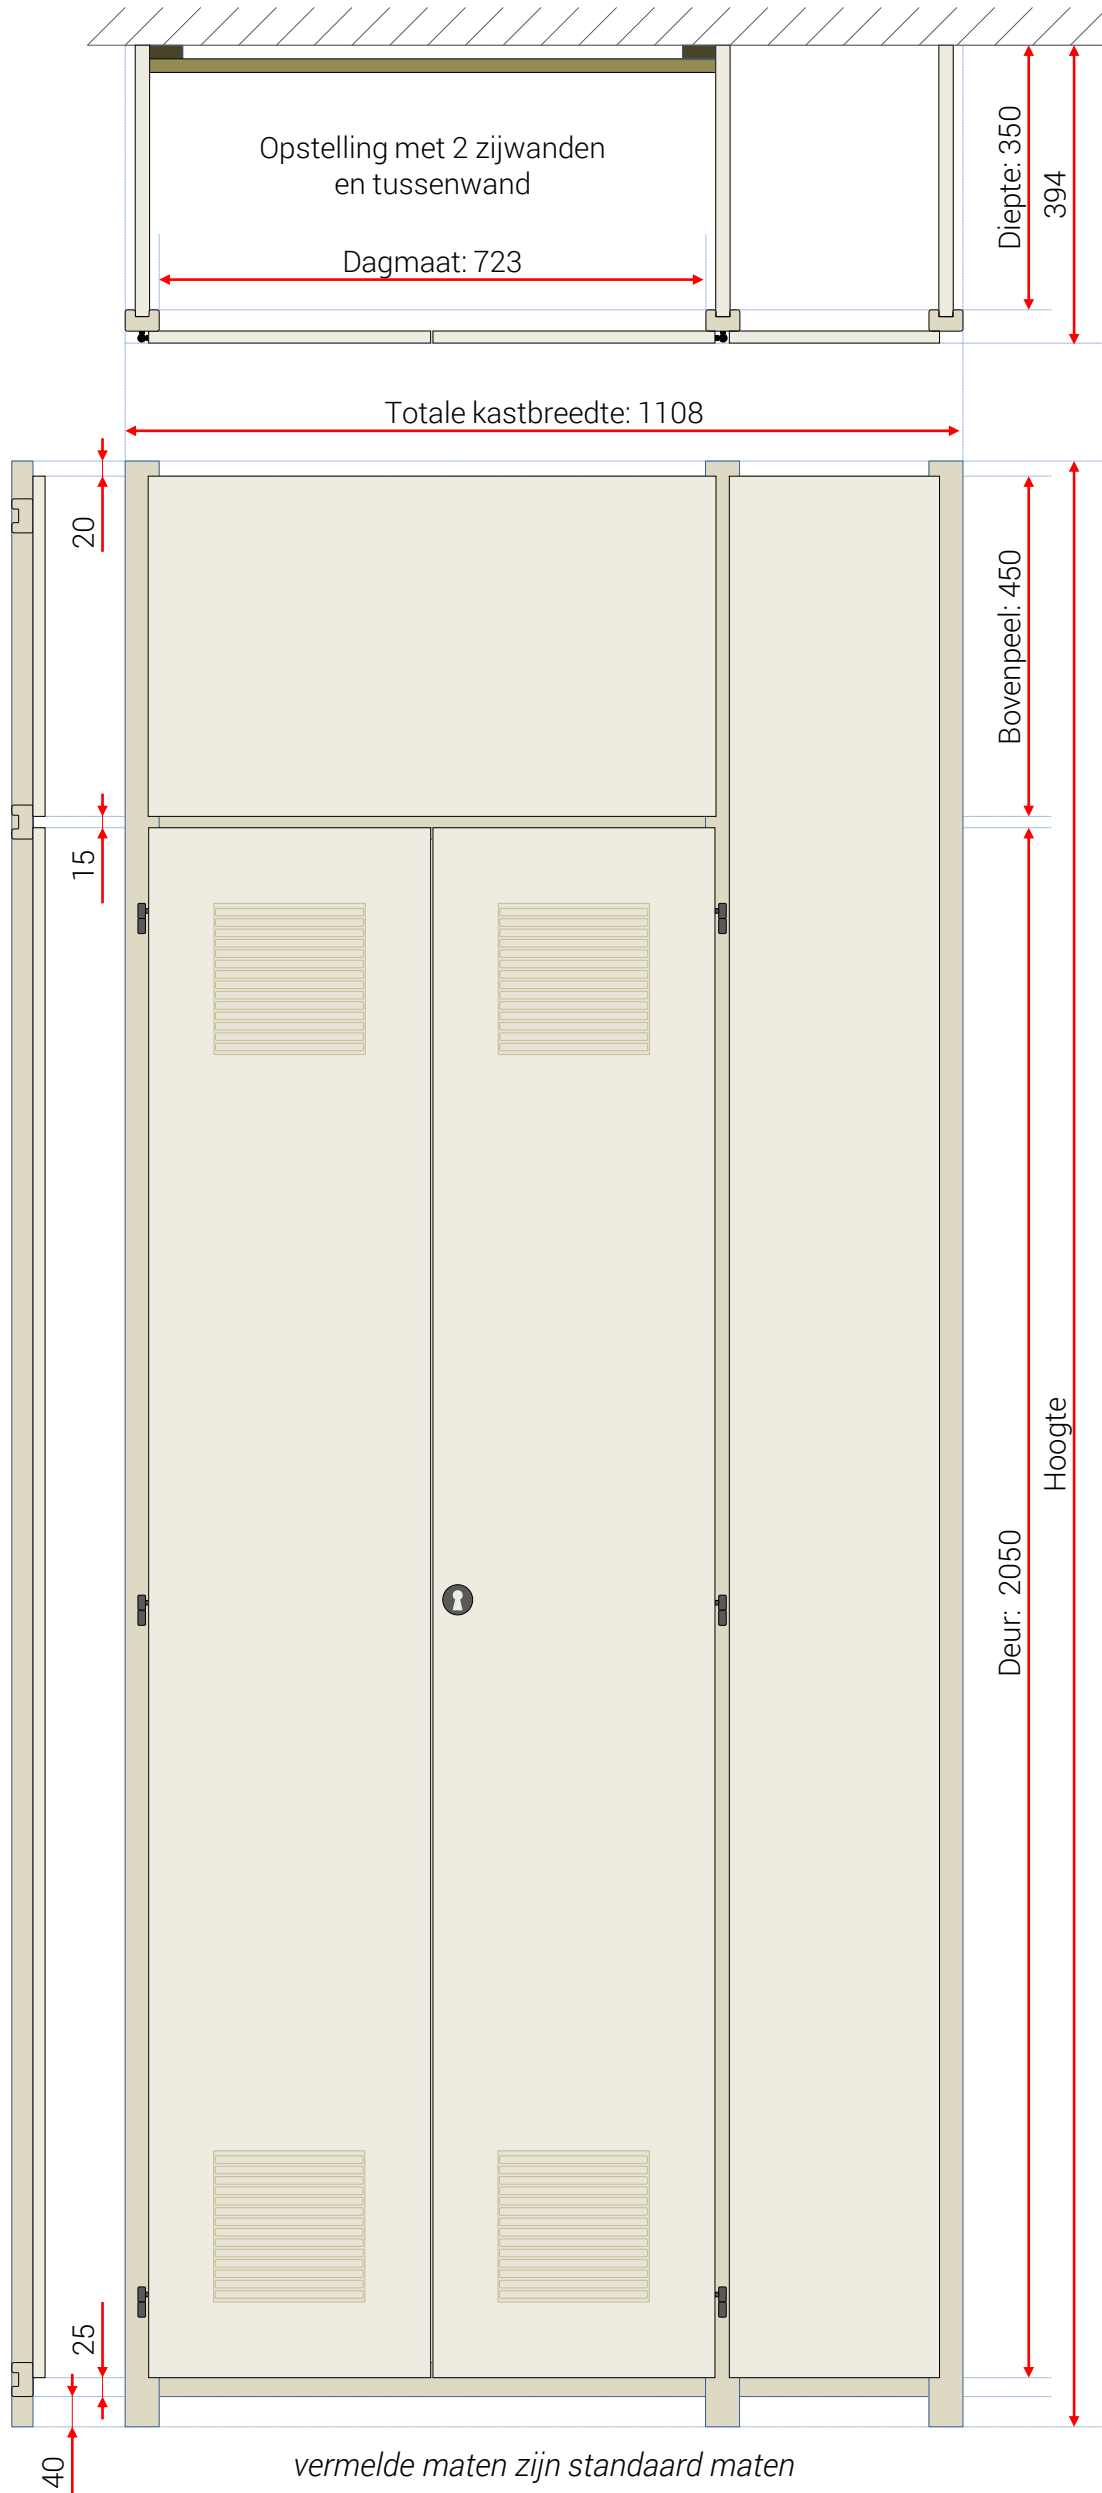 Opstelling met 2 zijwanden
en tussenwand
Dagmaat: 723
Diepte: 350
394
Totale kastbreedte: 1108
20
Bovenpeel: 450
15
Hoogte
Deur: 2050
25
40
vermelde maten zijn standaard maten